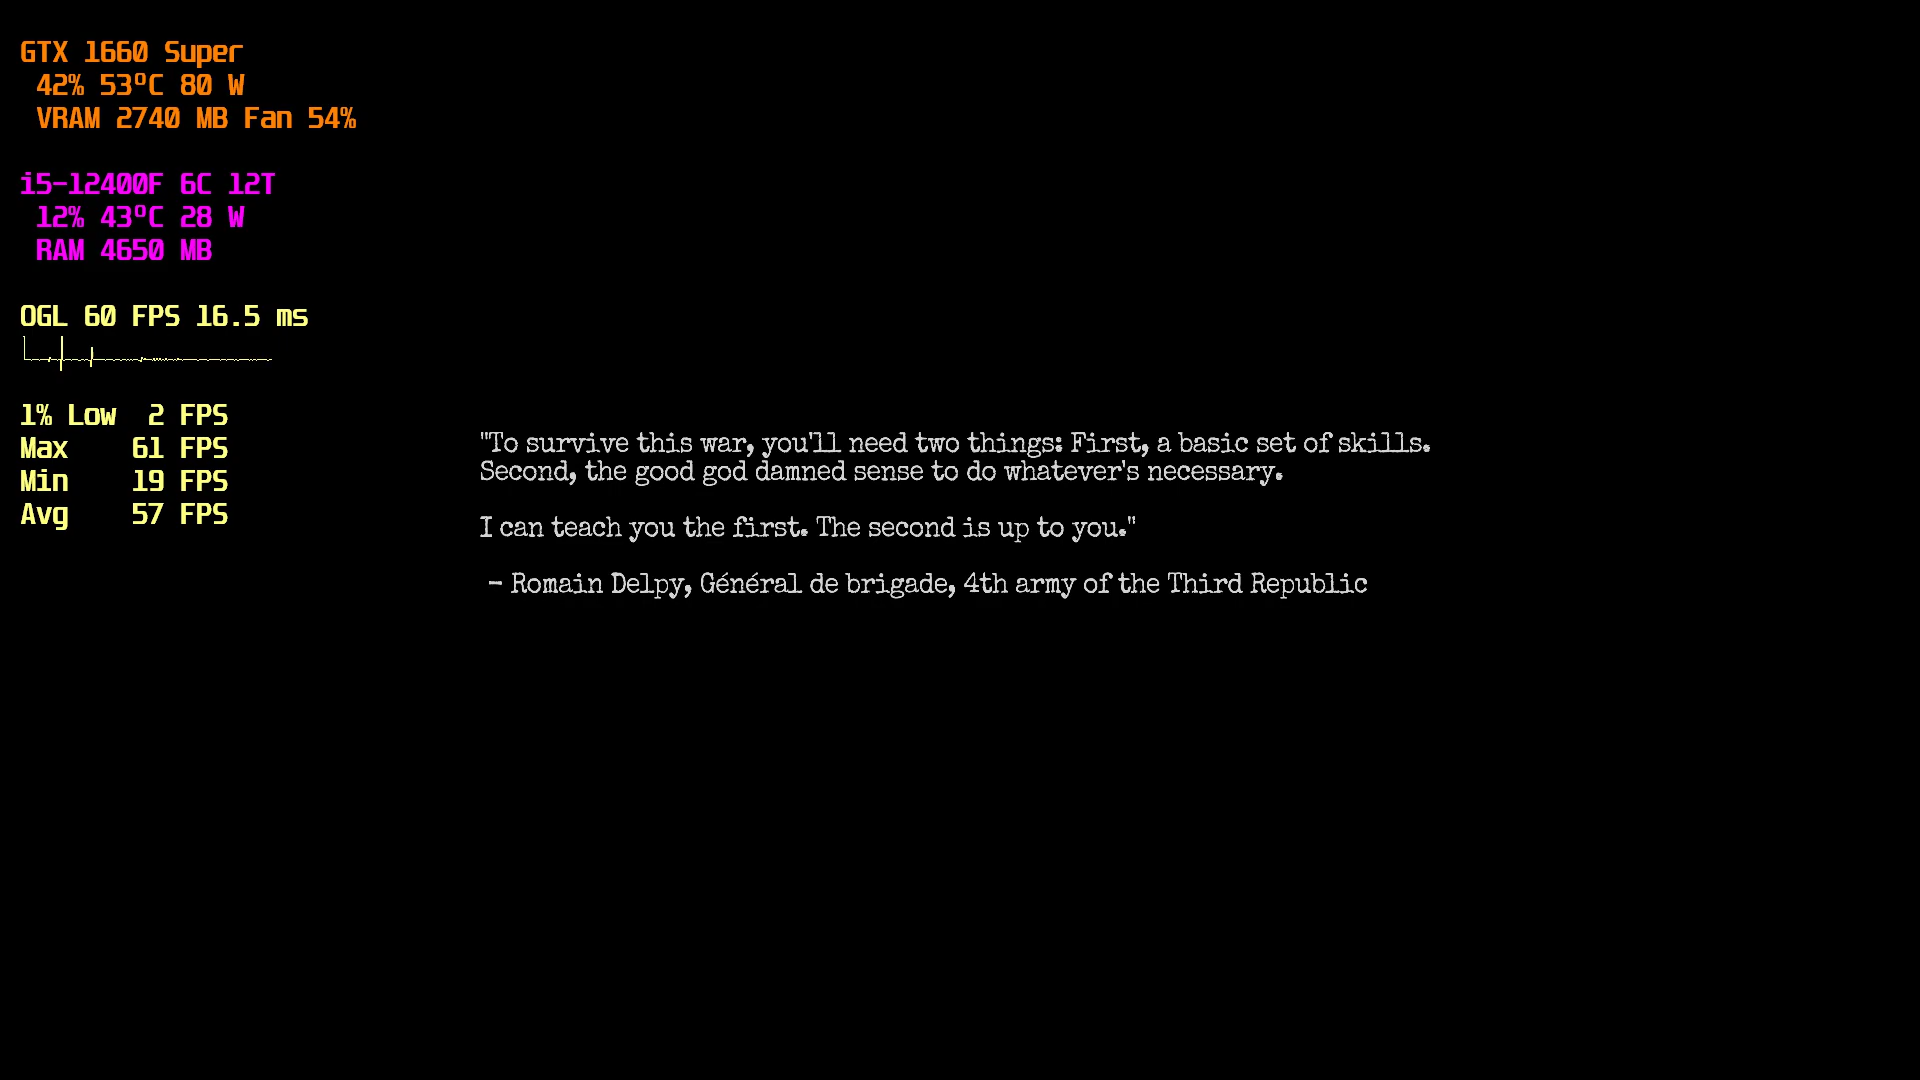 GTX 1660 Super
42% 53°C 80 W
VRAM 2740 MB Fan 54%
i5-12400F 6C 12T
12% 43°C 28 W
RAM 4650 MB
OGL 60 FPS 16.5 ms
1% Low 2 FPS
Max 61 FPS
Min 19 FPS
Avg 57 FPS
"To survive this war, you'll need two things: First, a basic set of skills.
Second, the good god damned sense to do whatever's necessary.
I can teach you the first. The second is up to you."
- Romain Delpy, Général de brigade, 4th army of the Third Republic